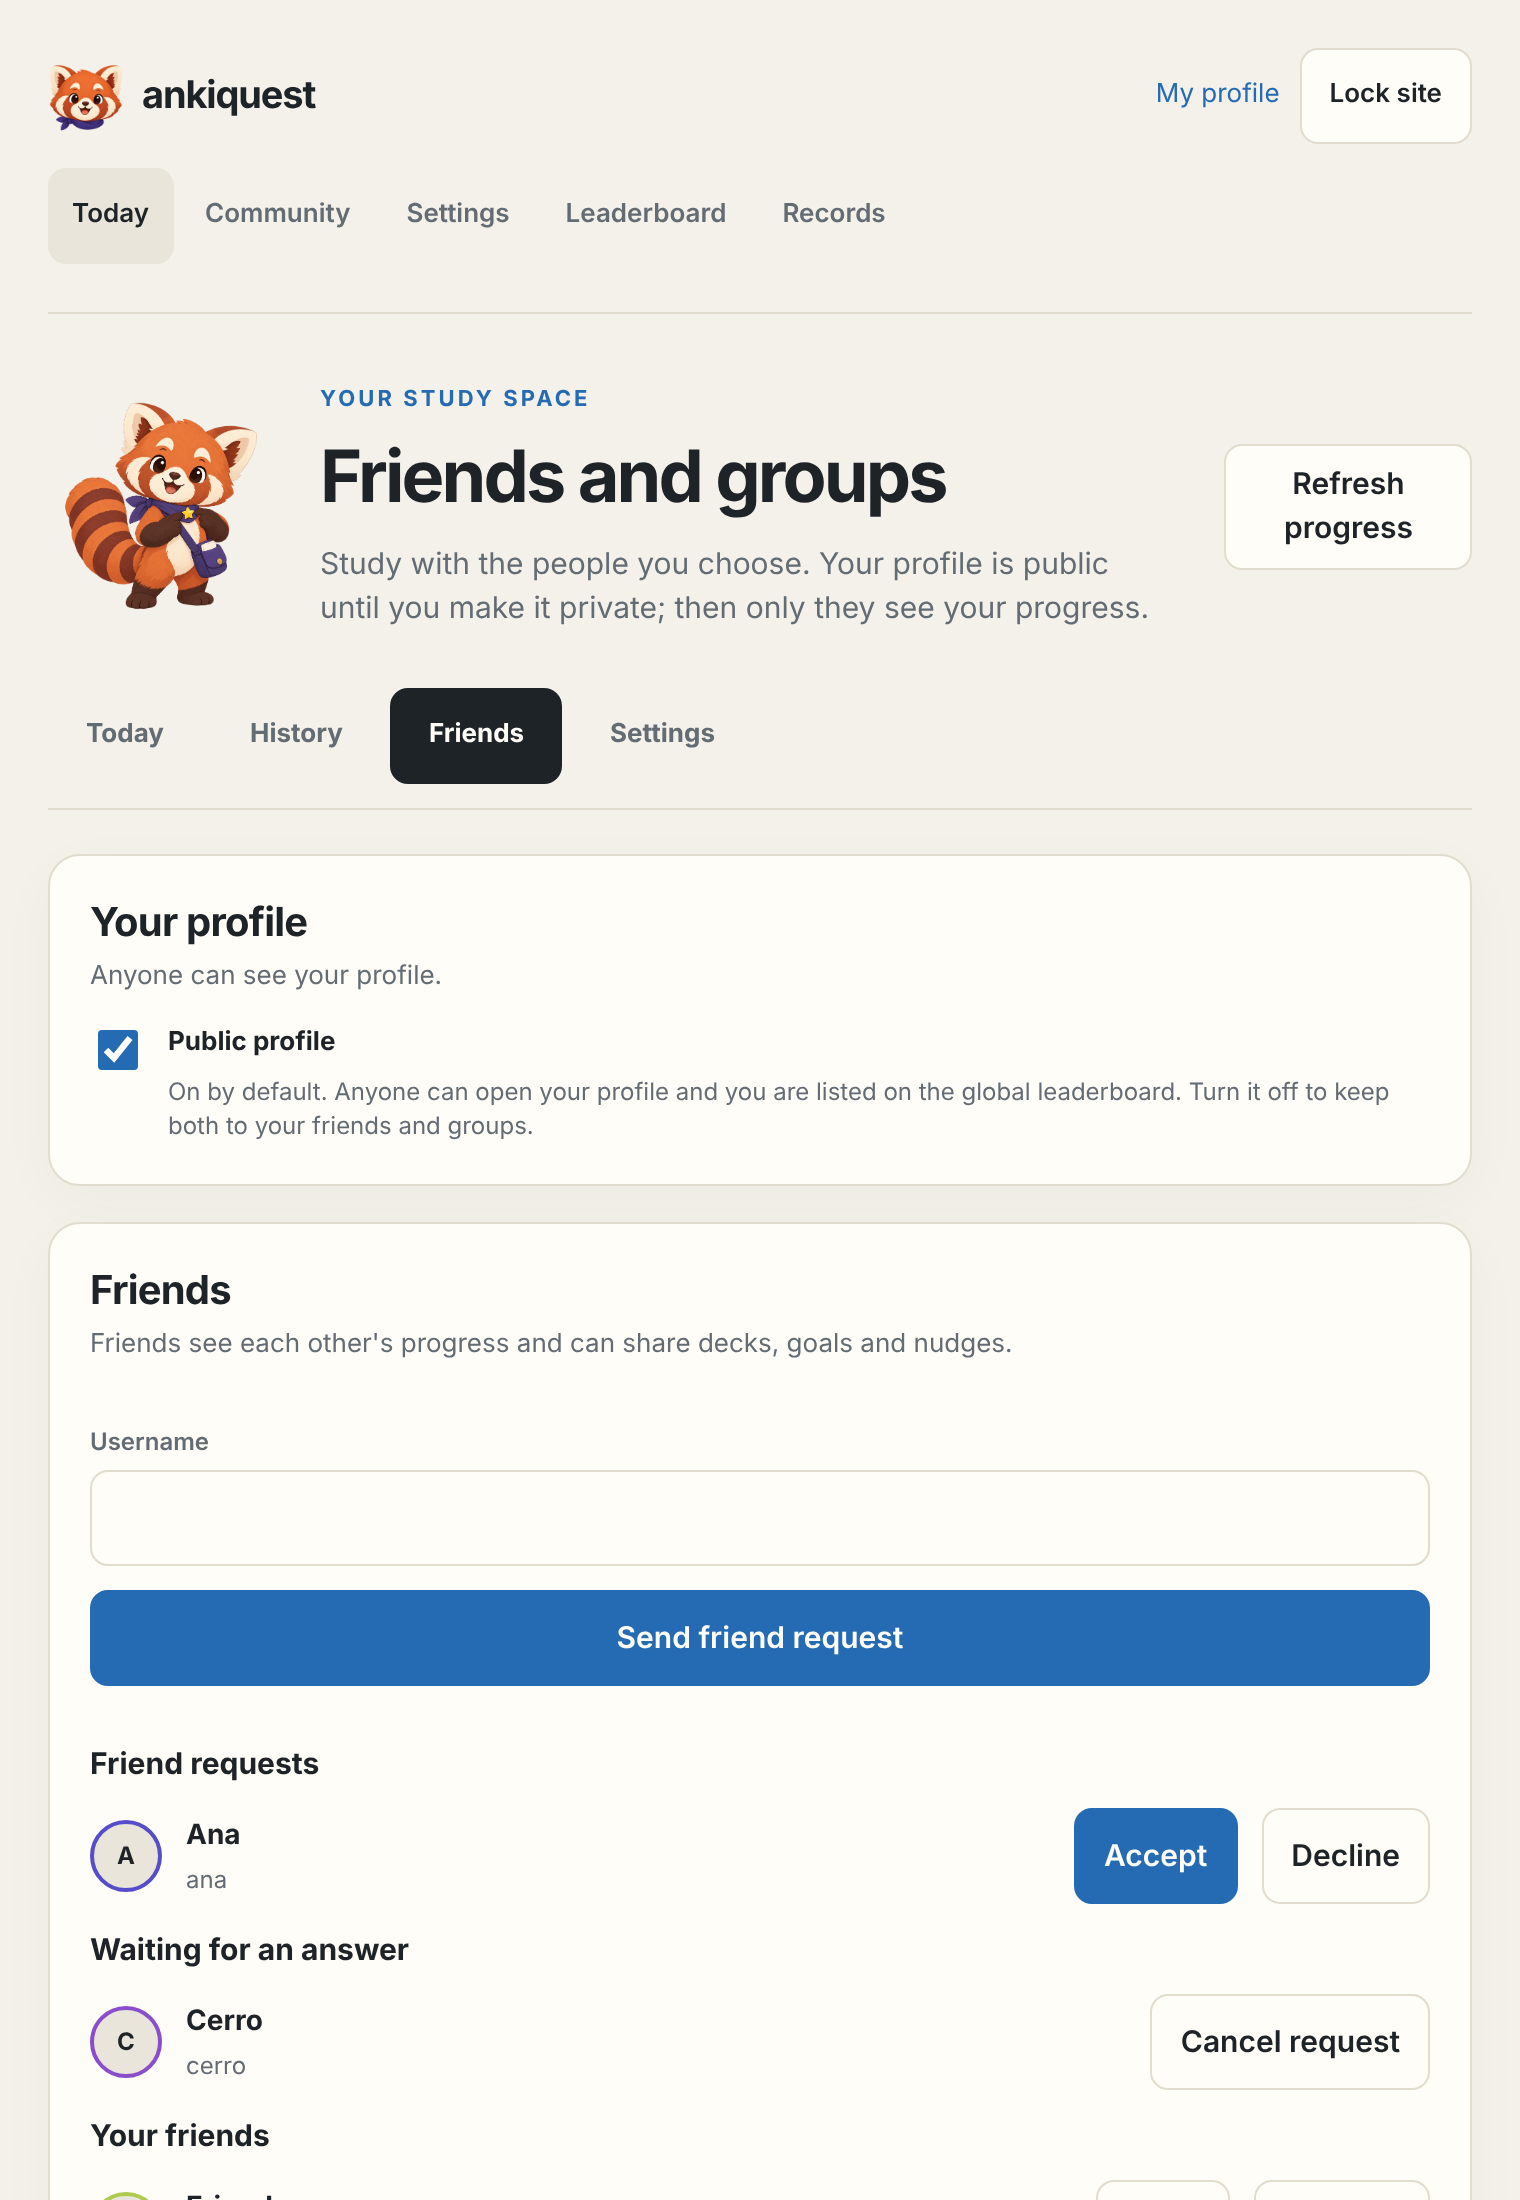 ankiquest
My profile
Lock site
Today
Community
Settings
Leaderboard
Records
YOUR STUDY SPACE
Friends and groups
Study with the people you choose. Your profile is public
until you make it private; then only they see your progress.
Refresh
progress
Today
History
Friends
Settings
Your profile
Anyone can see your profile.
Public profile
On by default. Anyone can open your profile and you are listed on the global leaderboard. Turn it off to keep
both to your friends and groups.
Friends
Friends see each other's progress and can share decks, goals and nudges.
Username
Send friend request
Friend requests
A
Ana
ana
Accept
Decline
Waiting for an answer
C
Cerro
cerro
Cancel request
Your friends